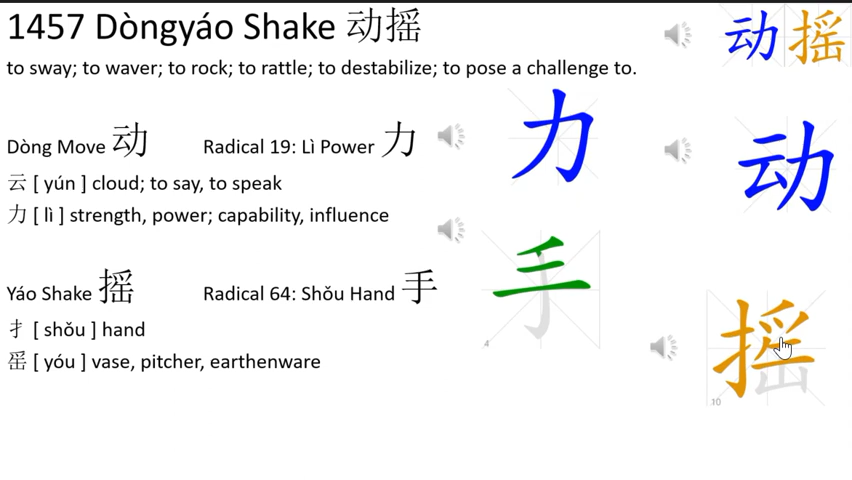 1457 Dòngyáo Shake 动摇
动摇
to sway; to waver; to rock; to rattle; to destabilize; to pose a challenge to.
Dòng Move 动
Radical 19: Lì Power 力
力
动
云 [ yún ] cloud; to say, to speak
力 [ lì ] strength, power; capability, influence
Yáo Shake 摇
Radical 64: Shǒu Hand 手
手
4
摇
10
扌 [ shǒu ] hand
䍃 [ yóu ] vase, pitcher, earthenware